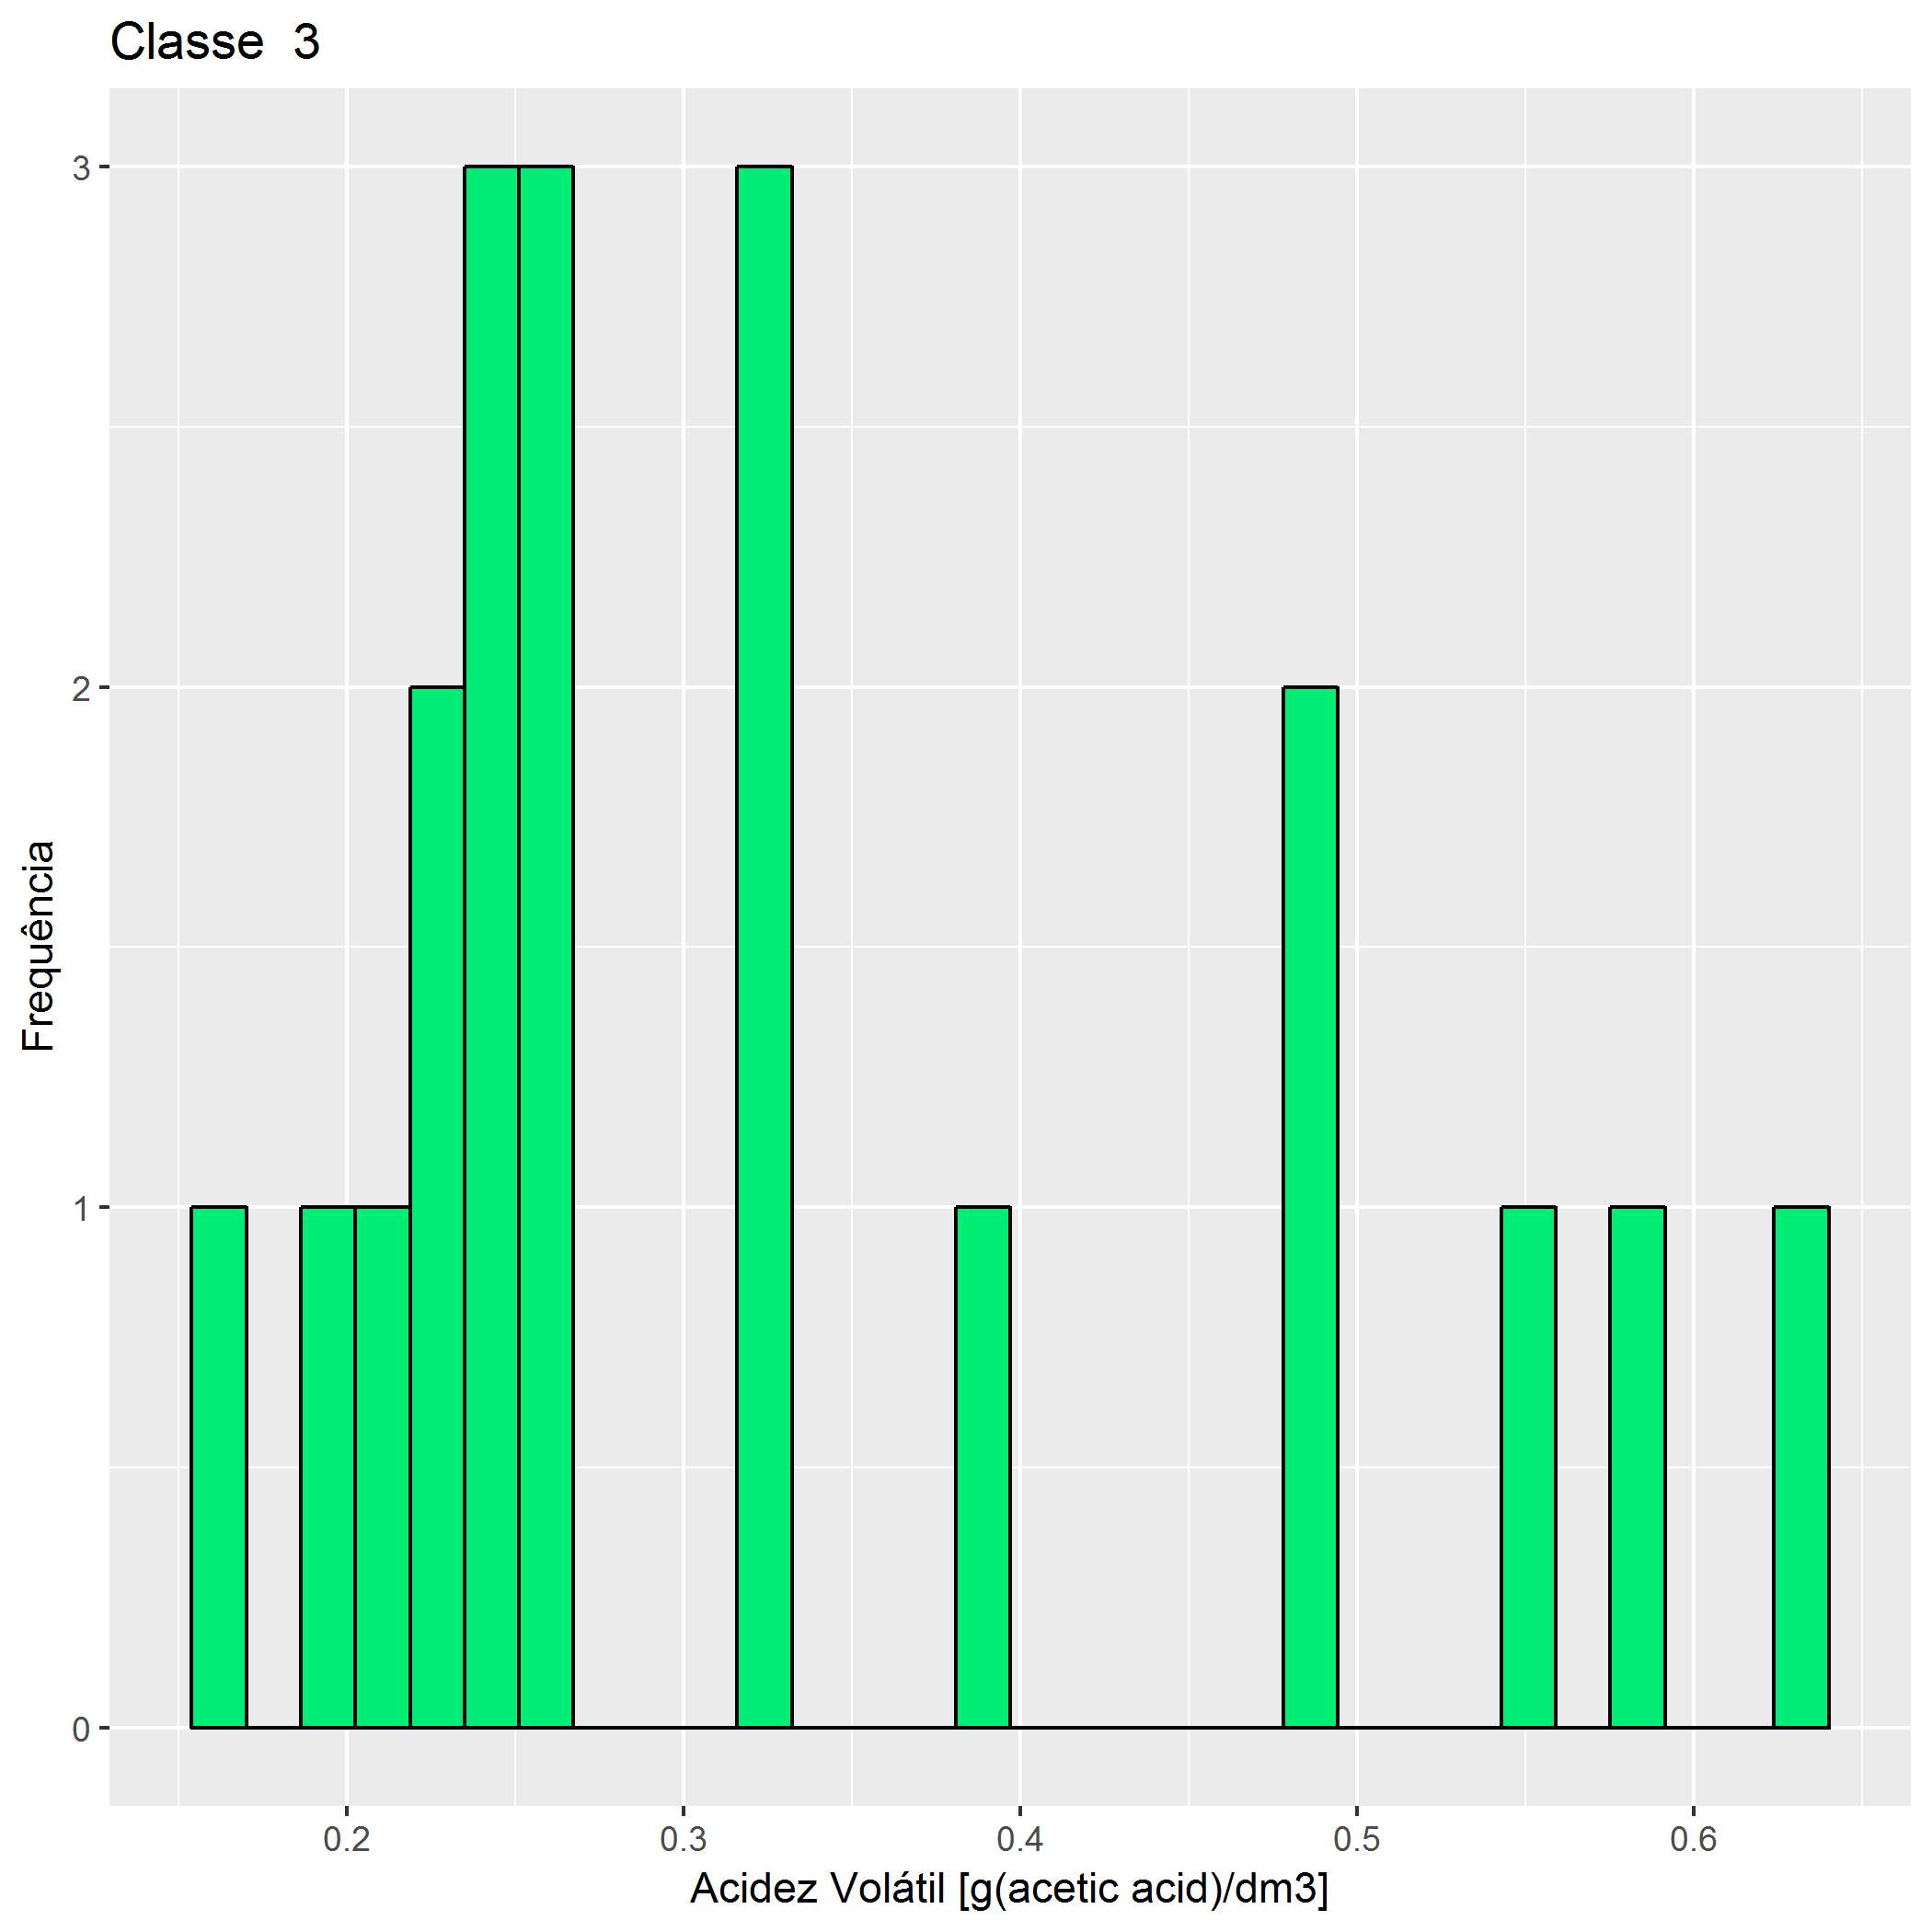 Classe  3
Frequência
3
2
1
0
0.2 0.3 0.4 0.5 0.6
Acidez Volátil [g(acetic acid)/dm3]